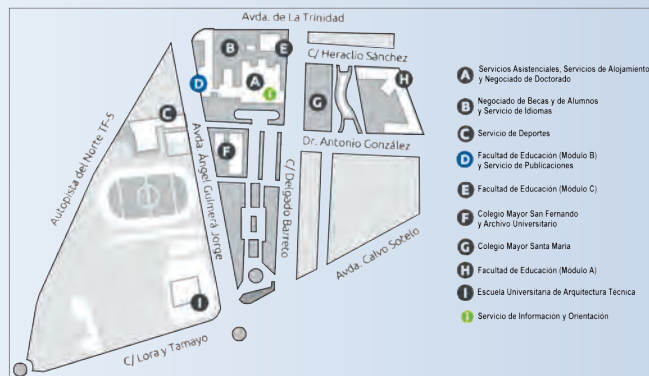 Avda. de La Trinidad
C/ Heraclio Sánchez
B
E
A
i
D
H
G
C
F
Dr. Antonio González
Autopista del Norte TF-5
Avda. Ángel Guimerá Jorge
C/ Delgado Barreto
Avda. Calvo Sotelo
I
C/ Lora y Tamayo
A Servicios Asistenciales, Servicios de Alojamiento
y Negociado de Doctorado
B Negociado de Becas y de Alumnos
y Servicio de Idiomas
C Servicio de Deportes
D Facultad de Educación (Módulo B)
y Servicio de Publicaciones
E Facultad de Educación (Módulo C)
F Colegio Mayor San Fernando
y Archivo Universitario
G Colegio Mayor Santa Maria
H Facultad de Educación (Módulo A)
I Escuela Universitaria de Arquitectura Técnica
i Servicio de Información y Orientación